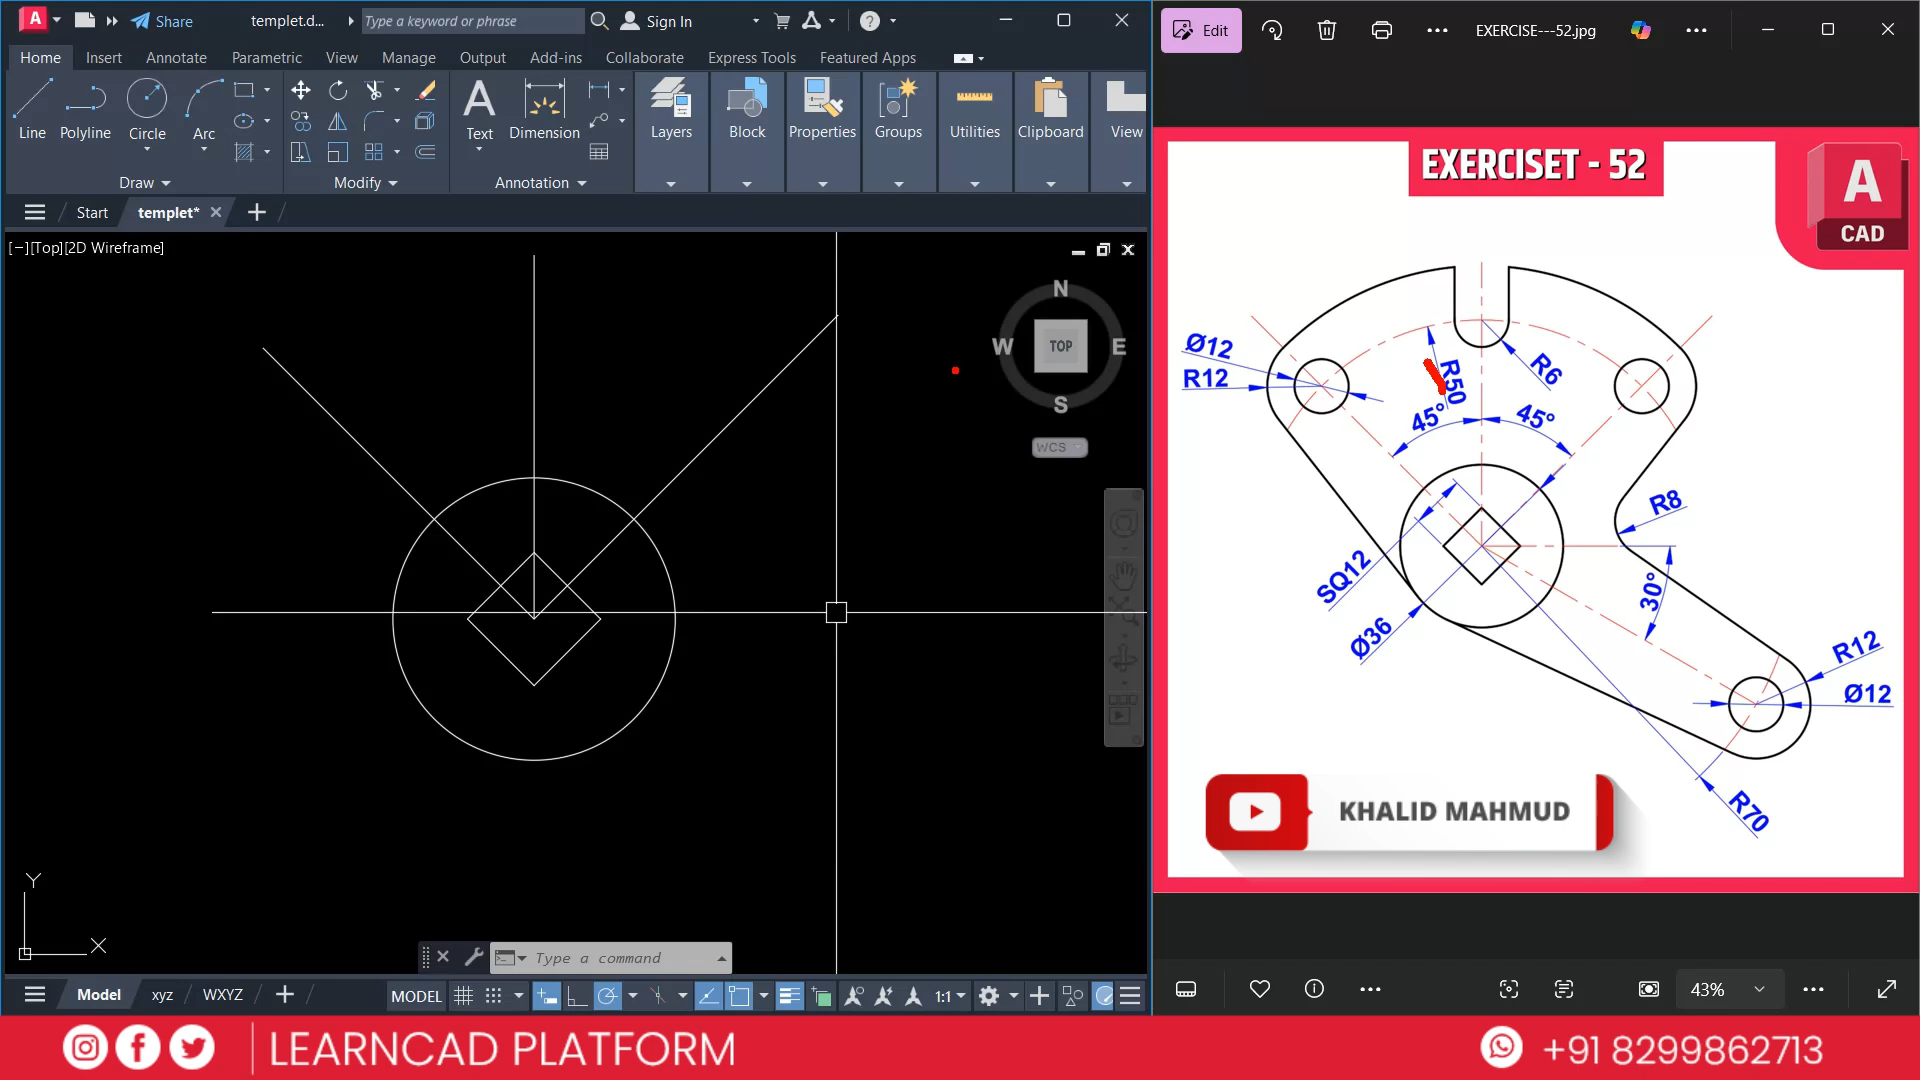 A Share templet.d... Type a keyword or phrase Sign In
Home Insert Annotate Parametric View Manage Output Add-ins Collaborate Express Tools Featured Apps
Line Polyline Circle Arc Text Dimension Layers Block Properties Groups Utilities Clipboard View
Draw Modify Annotation
Start templet*
[−][Top][2D Wireframe]
N
W TOP E
S
WCS
Y
X
Type a command
Model xyz WXYZ
MODEL 1:1
Edit EXERCISE---52.jpg
EXERCISET - 52
A
CAD
Ø12
R12
R50
R6
45°
45°
R8
SQ12
30°
Ø36
R12
Ø12
R70
KHALID MAHMUD
43%
LEARNCAD PLATFORM
+91 8299862713